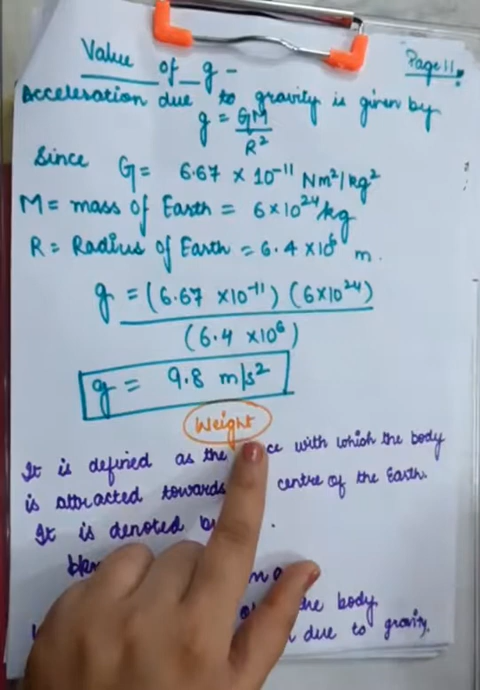 Page 11.
Value of g -
Acceleration due to gravity is given by
g = GM/R²
Since G = 6.67 × 10⁻¹¹ Nm²/kg²
M = mass of Earth = 6×10²⁴ kg
R = Radius of Earth = 6.4 ×10⁶ m.
g = (6.67 ×10⁻¹¹) (6×10²⁴)
(6.4 ×10⁶)
g = 9.8 m/s²
Weight
It is defined as the with which the body
is attracted towards centre of the Earth.
It is denoted by
the body.
due to gravity.